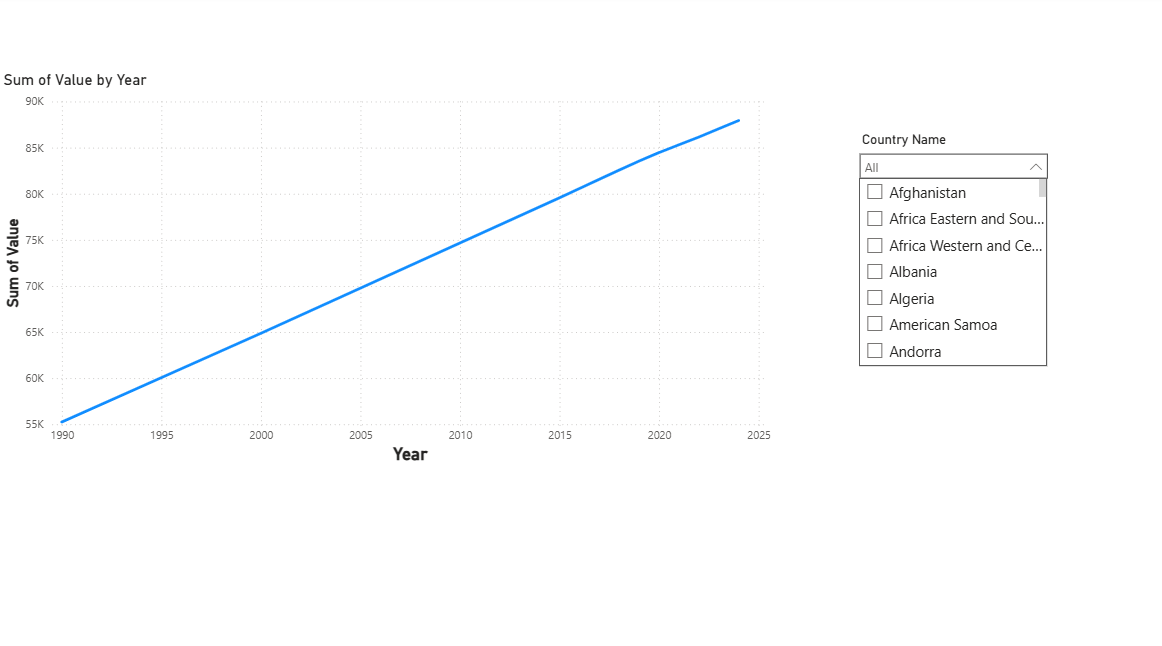 Sum of Value by Year
90K
85K
80K
75K
70K
65K
60K
55K
Sum of Value
1990 1995 2000 2005 2010 2015 2020 2025
Year
Country Name
All
Afghanistan
Africa Eastern and Sou...
Africa Western and Ce...
Albania
Algeria
American Samoa
Andorra